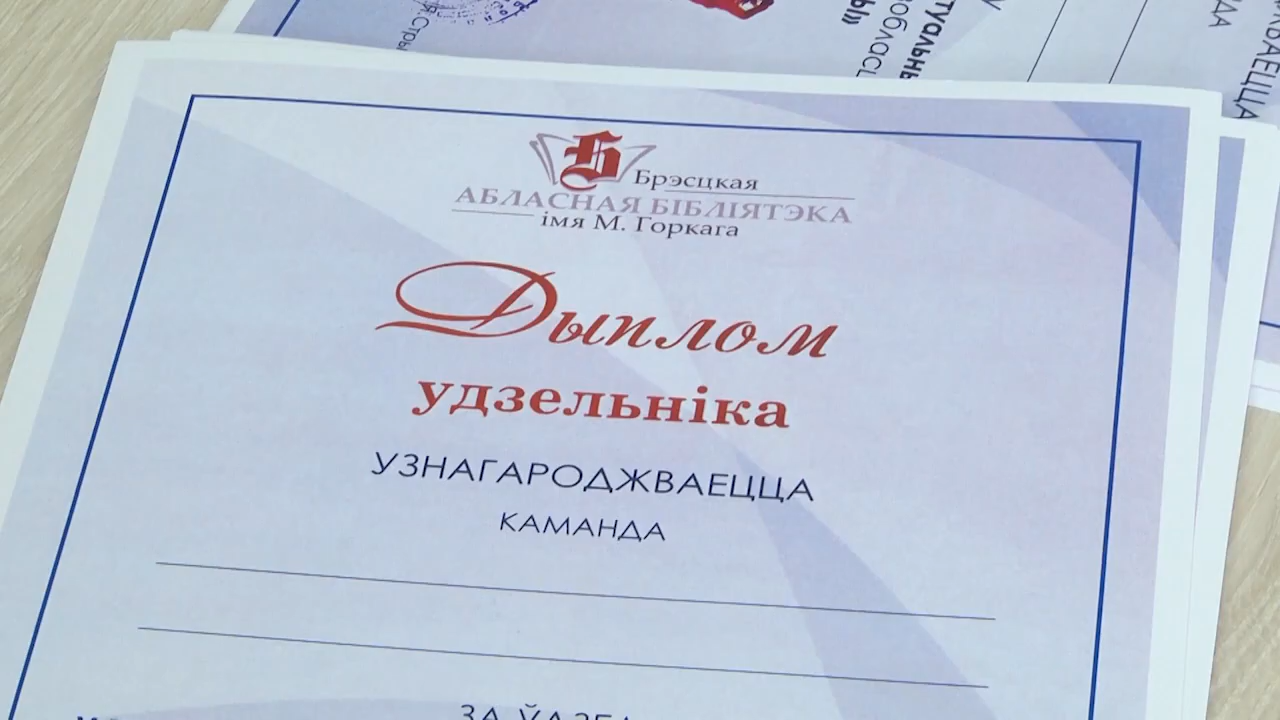 Брэсцкая
АБЛАСНАЯ БІБЛІЯТЭКА
імя М. Горкага
Дыплом
удзельніка
УЗНАГАРОДЖВАЕЦЦА
КАМАНДА